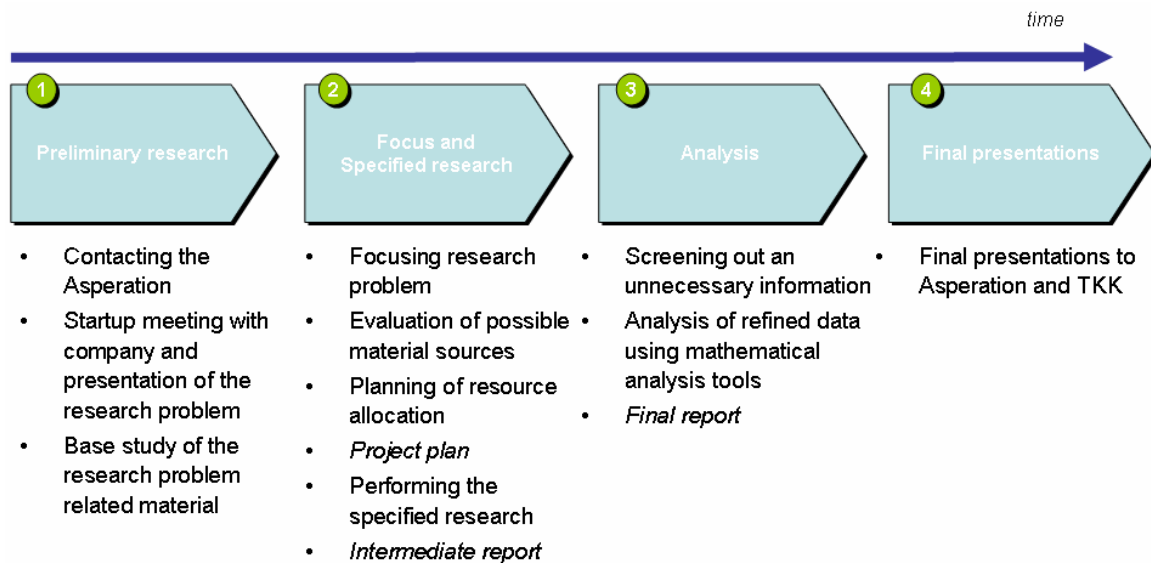 time
1
Preliminary research
2
Focus and
Specified research
3
Analysis
4
Final presentations
• Contacting the
Asperation
• Startup meeting with
company and
presentation of the
research problem
• Base study of the
research problem
related material
• Focusing research
problem
• Evaluation of possible
material sources
• Planning of resource
allocation
• Project plan
• Performing the
specified research
• Intermediate report
• Screening out an
unnecessary information
• Analysis of refined data
using mathematical
analysis tools
• Final report
• Final presentations to
Asperation and TKK